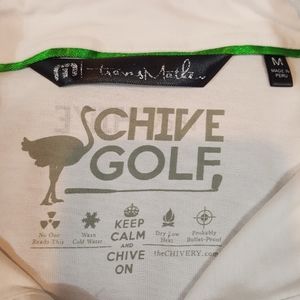 TravisMathew
M
MADE IN
PERU
CHIVE
GOLF
No One
Reads This
Wash
Cold Water
KEEP
CALM
AND
CHIVE
ON
Dry Low
Heat
Probably
Bullet-Proof
theCHIVERY.com